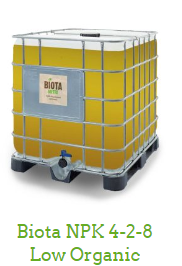 BIOTA
Biota NPK 4-2-8
Low Organic